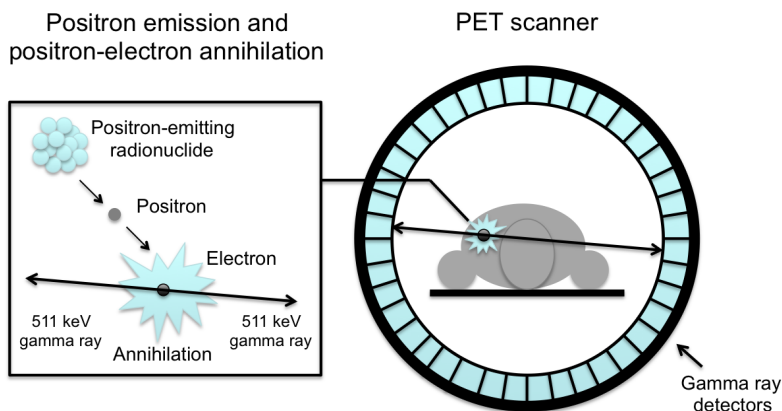 Positron emission and
positron-electron annihilation
PET scanner
Positron-emitting
radionuclide
Positron
Electron
511 keV
gamma ray
511 keV
gamma ray
Annihilation
Gamma ray
detectors